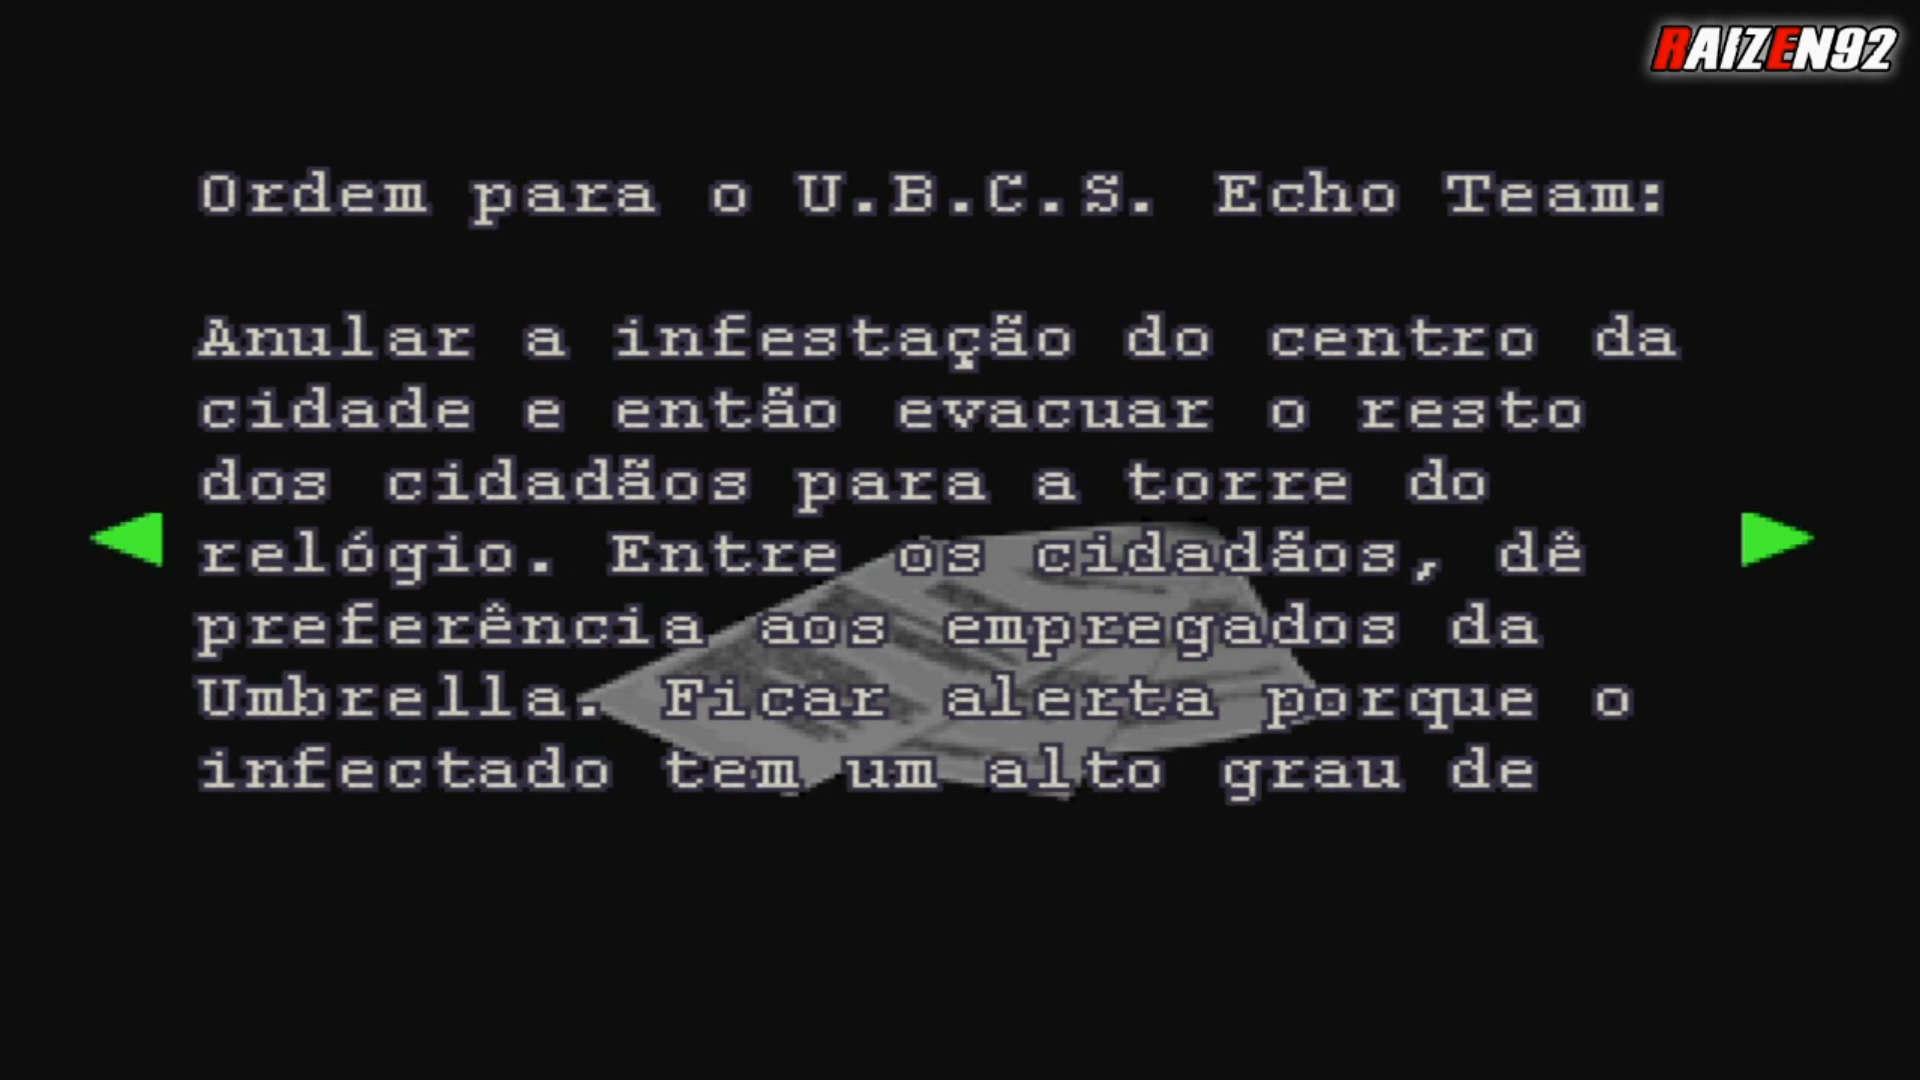 RAIZEN92
Ordem para o U.B.C.S. Echo Team:
Anular a infestação do centro da
cidade e então evacuar o resto
dos cidadãos para a torre do
relógio. Entre os cidadãos, dê
preferência aos empregados da
Umbrella. Ficar alerta porque o
infectado tem um alto grau de